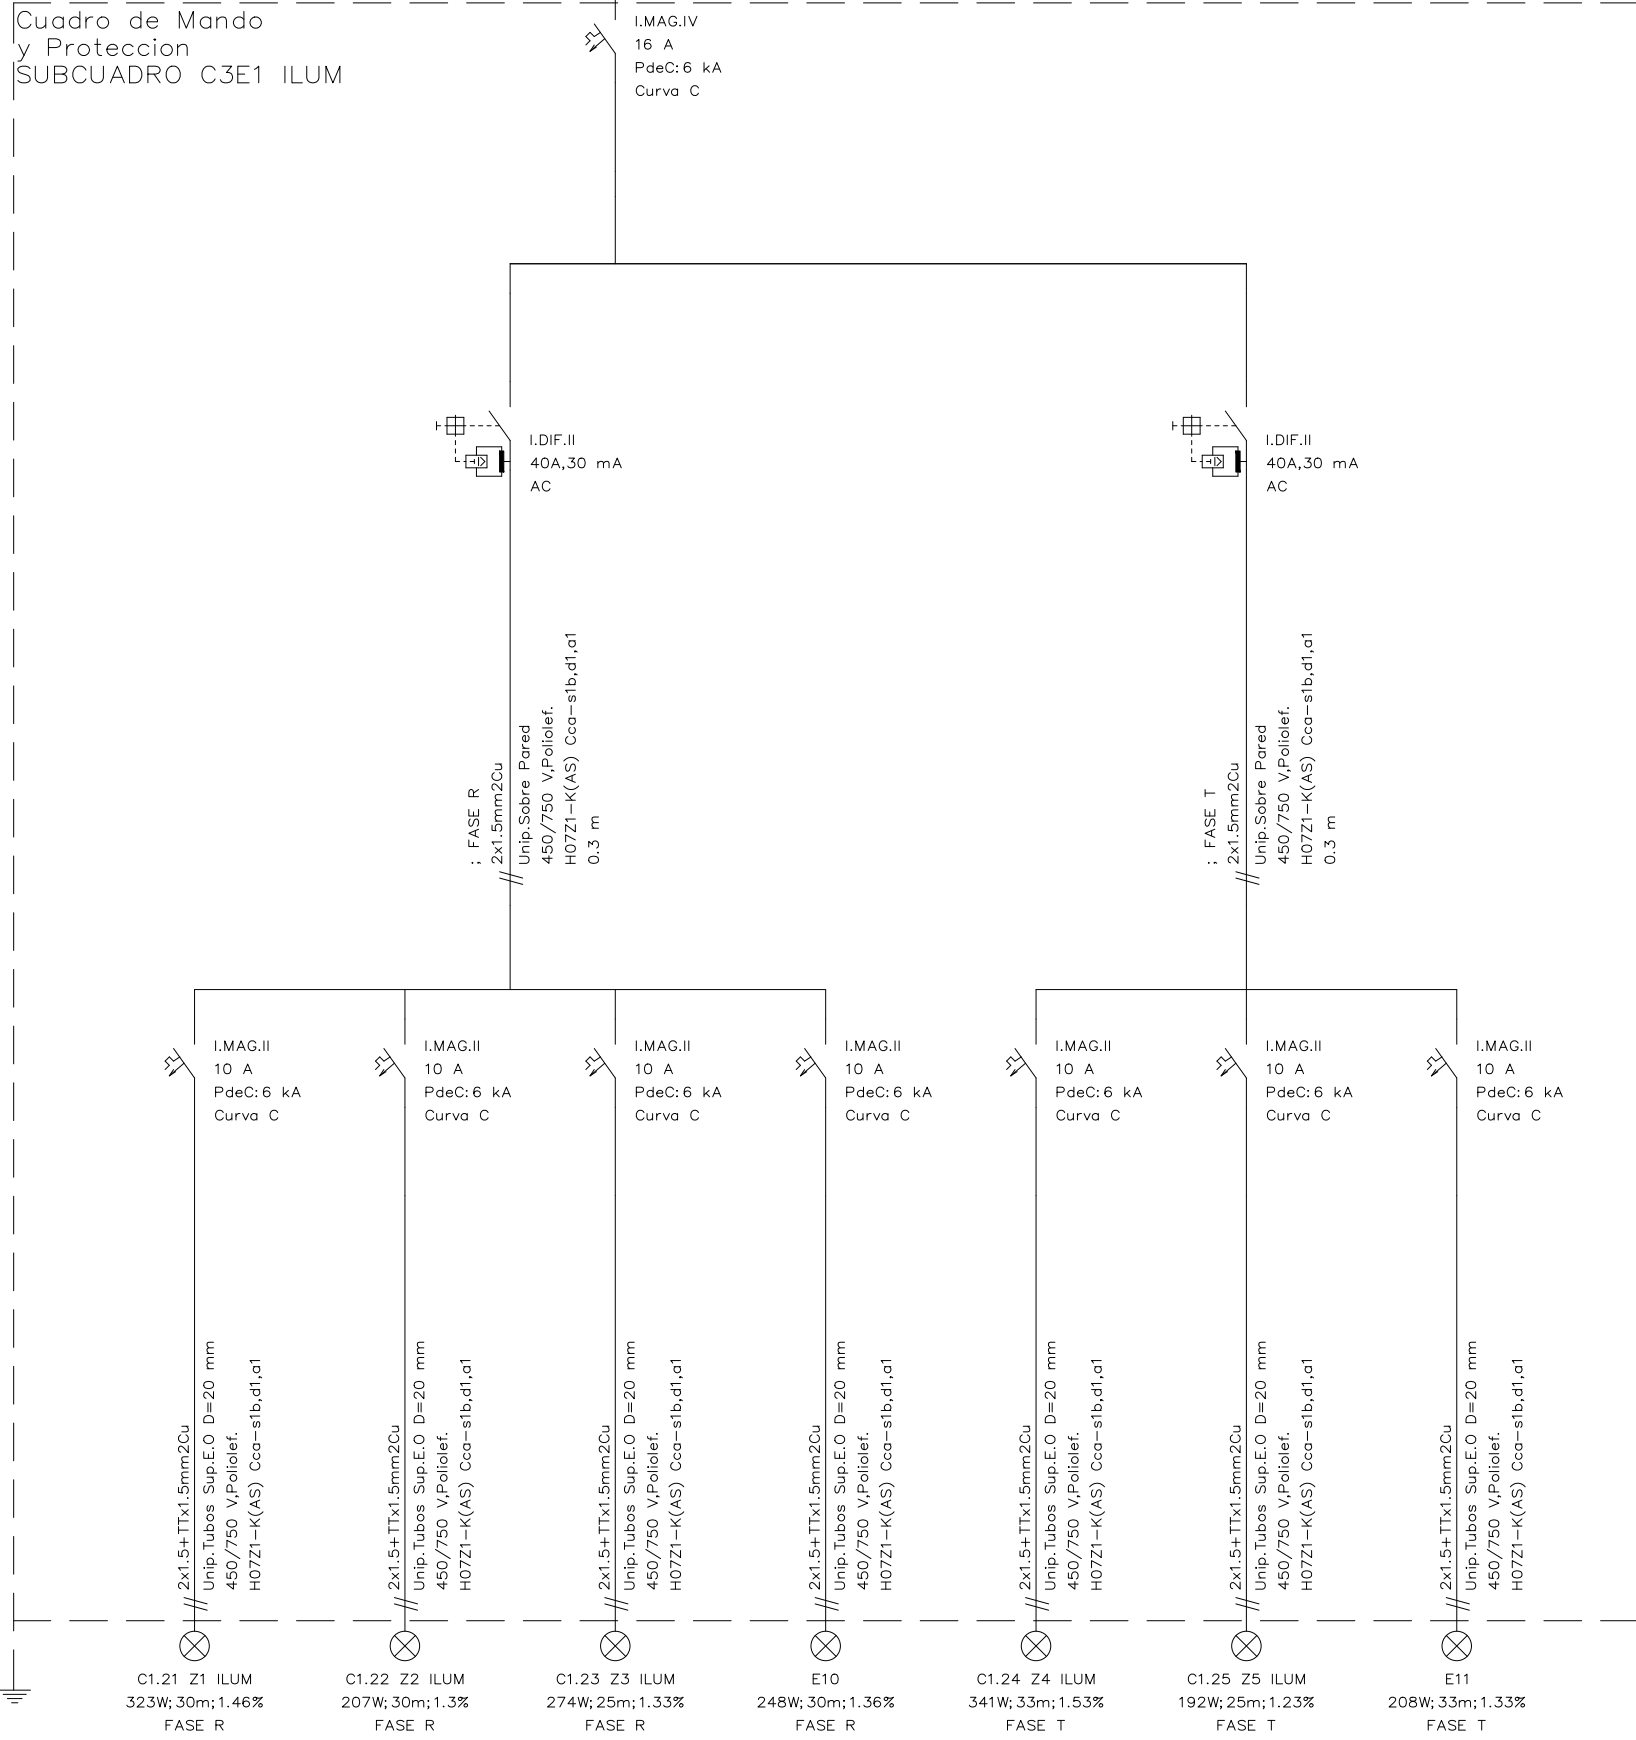 Cuadro de Mando
y Proteccion
SUBCUADRO C3E1 ILUM
I.MAG.IV
16 A
PdeC:6 kA
Curva C
I.DIF.II
40A,30 mA
AC
I.DIF.II
40A,30 mA
AC
; FASE R
2x1.5mm2Cu
Unip.Sobre Pared
450/750 V,Poliolef.
H07Z1-K(AS) Cca-s1b,d1,a1
0.3 m
; FASE T
2x1.5mm2Cu
Unip.Sobre Pared
450/750 V,Poliolef.
H07Z1-K(AS) Cca-s1b,d1,a1
0.3 m
I.MAG.II
10 A
PdeC:6 kA
Curva C
I.MAG.II
10 A
PdeC:6 kA
Curva C
I.MAG.II
10 A
PdeC:6 kA
Curva C
I.MAG.II
10 A
PdeC:6 kA
Curva C
I.MAG.II
10 A
PdeC:6 kA
Curva C
I.MAG.II
10 A
PdeC:6 kA
Curva C
I.MAG.II
10 A
PdeC:6 kA
Curva C
2x1.5+TTx1.5mm2Cu
Unip.Tubos Sup.E.O D=20 mm
450/750 V,Poliolef.
H07Z1-K(AS) Cca-s1b,d1,a1
2x1.5+TTx1.5mm2Cu
Unip.Tubos Sup.E.O D=20 mm
450/750 V,Poliolef.
H07Z1-K(AS) Cca-s1b,d1,a1
2x1.5+TTx1.5mm2Cu
Unip.Tubos Sup.E.O D=20 mm
450/750 V,Poliolef.
H07Z1-K(AS) Cca-s1b,d1,a1
2x1.5+TTx1.5mm2Cu
Unip.Tubos Sup.E.O D=20 mm
450/750 V,Poliolef.
H07Z1-K(AS) Cca-s1b,d1,a1
2x1.5+TTx1.5mm2Cu
Unip.Tubos Sup.E.O D=20 mm
450/750 V,Poliolef.
H07Z1-K(AS) Cca-s1b,d1,a1
2x1.5+TTx1.5mm2Cu
Unip.Tubos Sup.E.O D=20 mm
450/750 V,Poliolef.
H07Z1-K(AS) Cca-s1b,d1,a1
2x1.5+TTx1.5mm2Cu
Unip.Tubos Sup.E.O D=20 mm
450/750 V,Poliolef.
H07Z1-K(AS) Cca-s1b,d1,a1
C1.21 Z1 ILUM
323W;30m;1.46%
FASE R
C1.22 Z2 ILUM
207W;30m;1.3%
FASE R
C1.23 Z3 ILUM
274W;25m;1.33%
FASE R
E10
248W;30m;1.36%
FASE R
C1.24 Z4 ILUM
341W;33m;1.53%
FASE T
C1.25 Z5 ILUM
192W;25m;1.23%
FASE T
E11
208W;33m;1.33%
FASE T